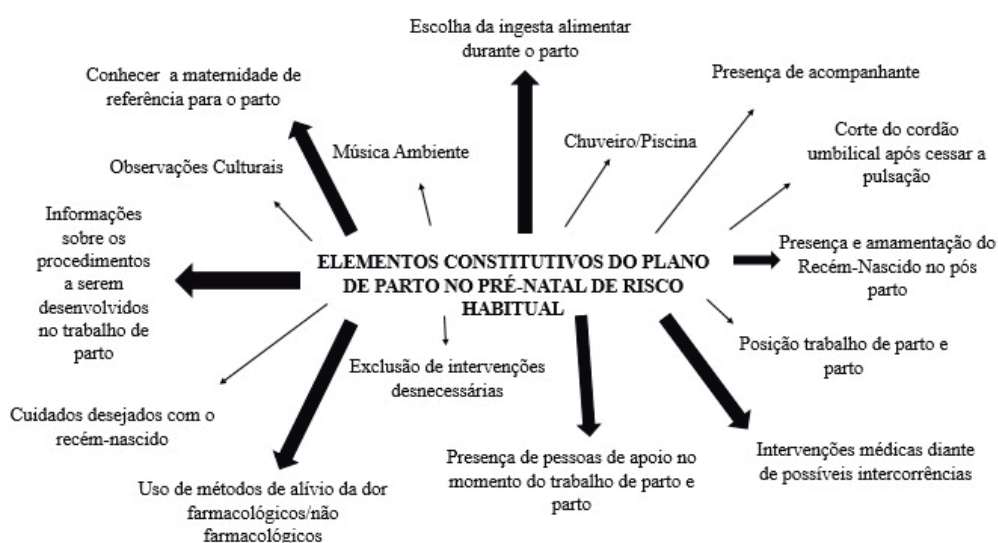 Escolha da ingesta alimentar
durante o parto
Conhecer a maternidade de
referência para o parto
Presença de acompanhante
Observações Culturais
Música Ambiente
Chuveiro/Piscina
Corte do cordão
umbilical após cessar a
pulsação
Informações
sobre os
procedimentos
a serem
desenvolvidos
no trabalho de
parto
ELEMENTOS CONSTITUTIVOS DO PLANO
DE PARTO NO PRÉ-NATAL DE RISCO
HABITUAL
Presença e amamentação do
Recém-Nascido no pós
parto
Posição trabalho de parto e
parto
Exclusão de intervenções
desnecessárias
Cuidados desejados com o
recém-nascido
Uso de métodos de alívio da dor
farmacológicos/não
farmacológicos
Presença de pessoas de apoio no
momento do trabalho de parto e
parto
Intervenções médicas diante
de possíveis intercorrências